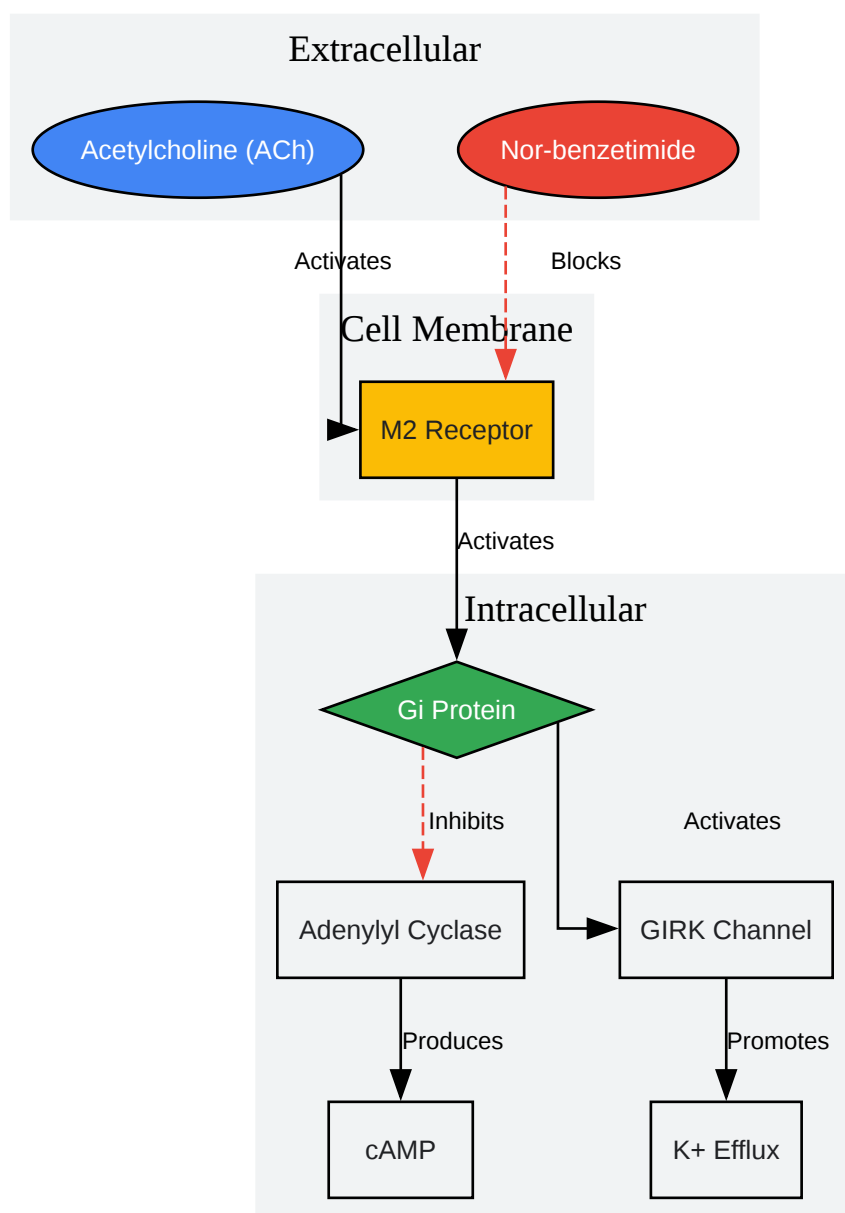 Extracellular
Acetylcholine (ACh)
Nor-benzetimide
Activates
Blocks
Cell Membrane
M2 Receptor
Activates
Intracellular
Gi Protein
Inhibits
Activates
Adenylyl Cyclase
GIRK Channel
Produces
Promotes
cAMP
K+ Efflux